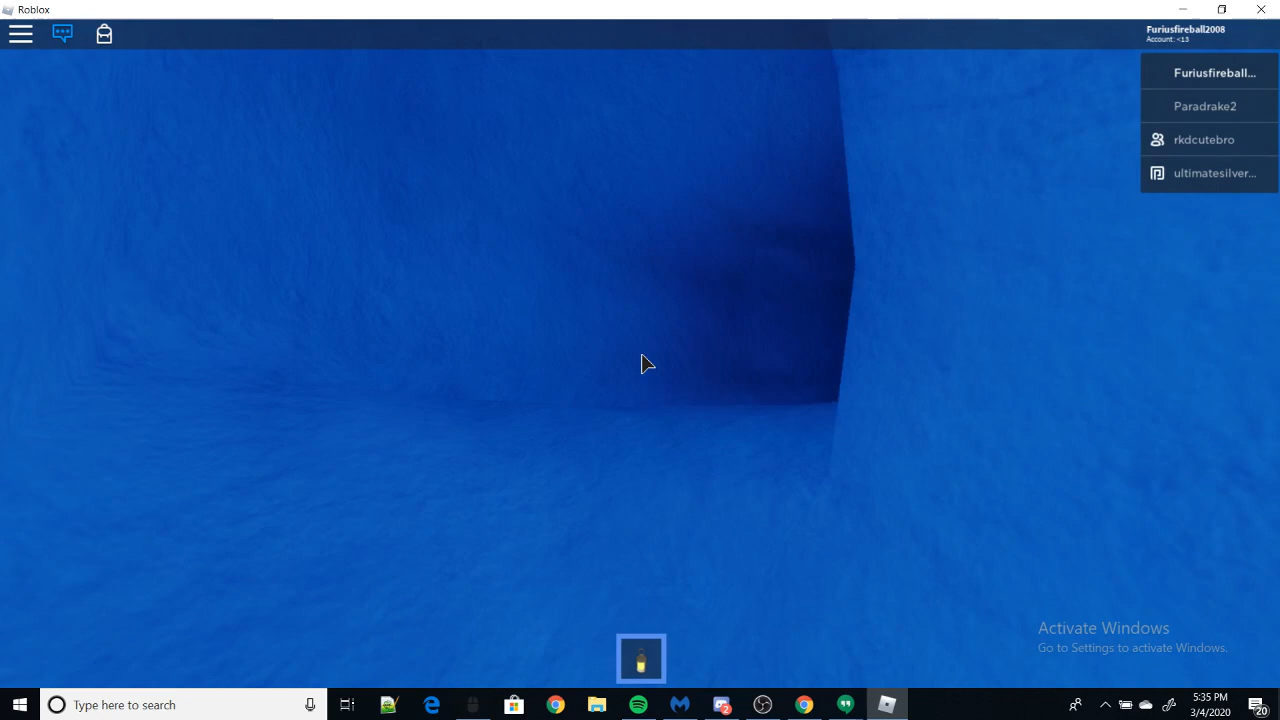 Roblox
Furiusfireball2008
Account: <13
Furiusfireball...
Paradrake2
rkdcutebro
ultimatesilver...
Activate Windows
Go to Settings to activate Windows.
Type here to search
2
5:35 PM
3/4/2020
20